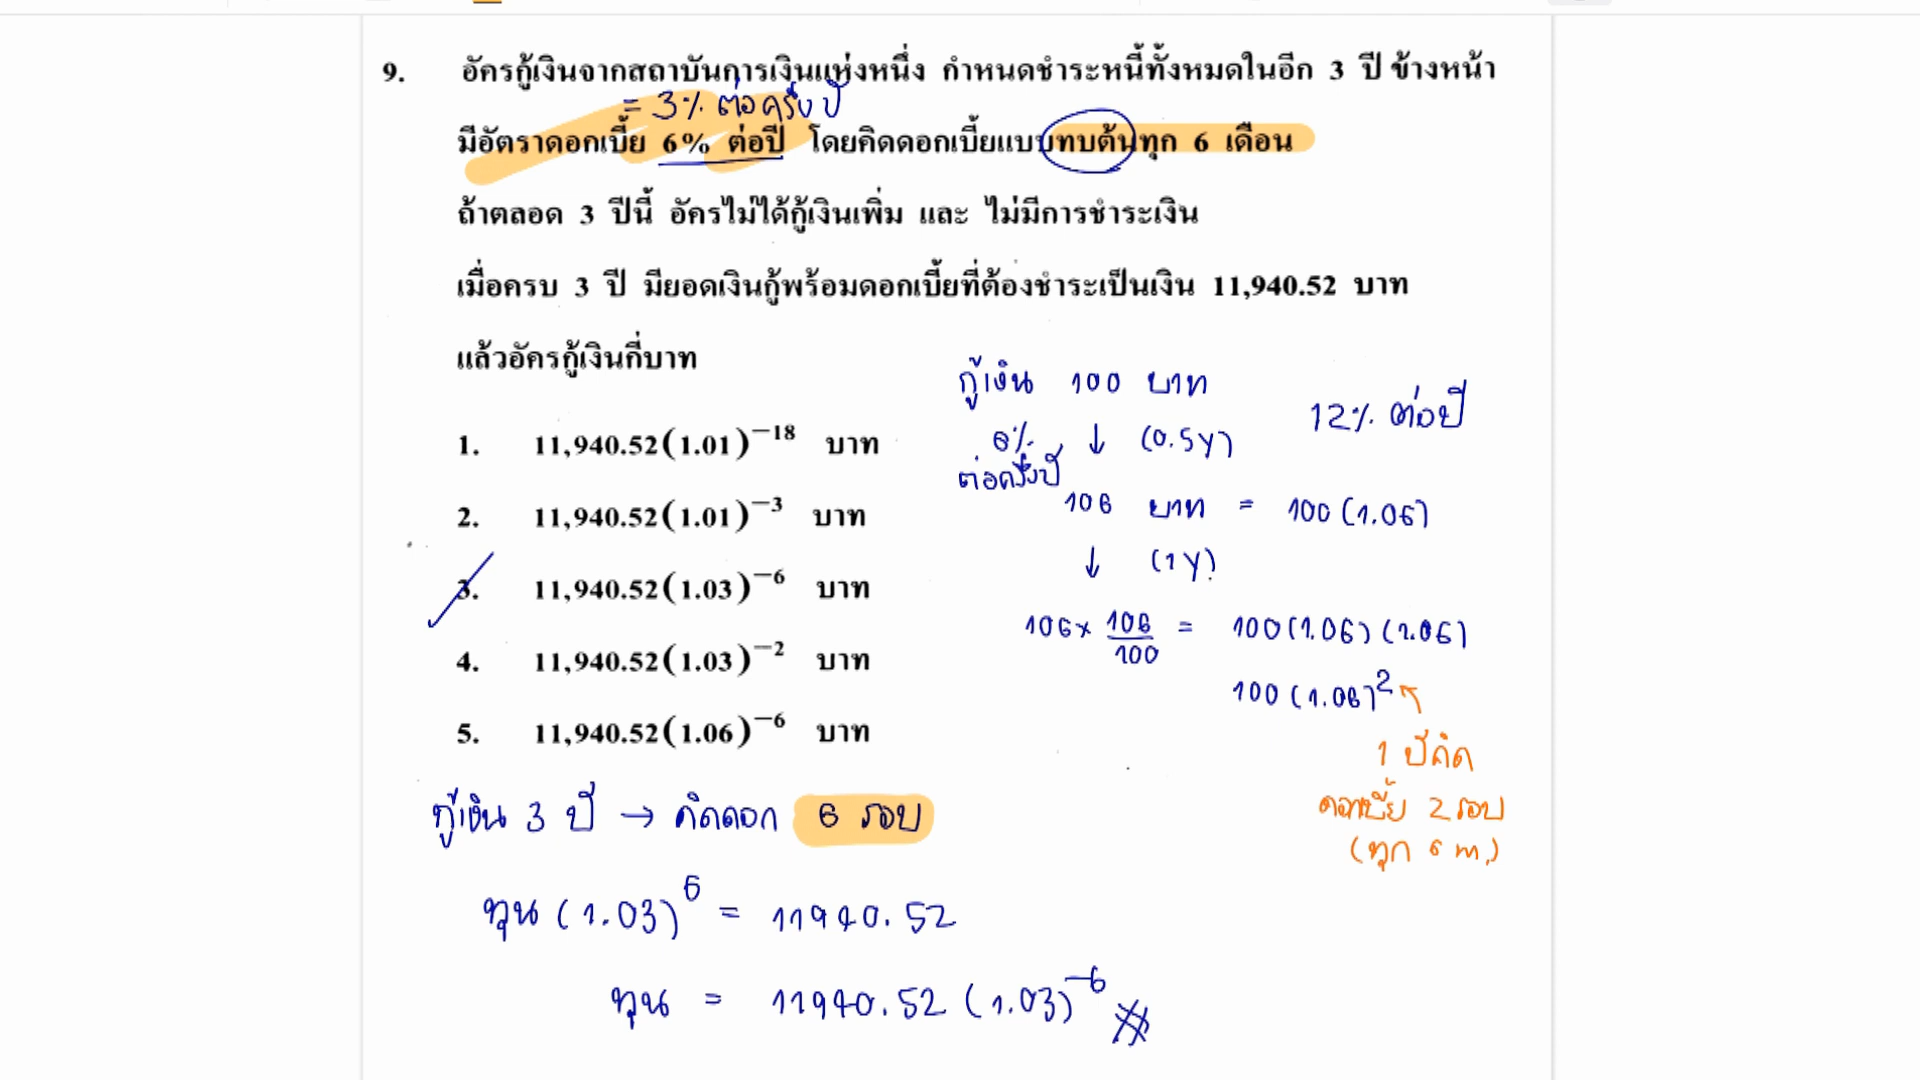 9. อัครกู้เงินจากสถาบันการเงินแห่งหนึ่ง กำหนดชำระหนี้ทั้งหมดในอีก 3 ปี ข้างหน้า
= 3% ต่อครึ่งปี
มีอัตราดอกเบี้ย 6% ต่อปี โดยคิดดอกเบี้ยแบบทบต้นทุก 6 เดือน
ถ้าตลอด 3 ปีนี้ อัครไม่ได้กู้เงินเพิ่ม และ ไม่มีการชำระเงิน
เมื่อครบ 3 ปี มียอดเงินกู้พร้อมดอกเบี้ยที่ต้องชำระเป็นเงิน 11,940.52 บาท
แล้วอัครกู้เงินกี่บาท
1. 11,940.52(1.01)⁻¹⁸ บาท
2. 11,940.52(1.01)⁻³ บาท
3. 11,940.52(1.03)⁻⁶ บาท
4. 11,940.52(1.03)⁻² บาท
5. 11,940.52(1.06)⁻⁶ บาท
กู้เงิน 100 บาท
12% ต่อปี
6% ↓ (0.5y)
ต่อครึ่งปี
106 บาท = 100(1.06)
↓ (1y)
106 × 106/100 = 100(1.06)(1.06)
100(1.06)²
1 ปีคิด
ดอกเบี้ย 2 รอบ
(ทุก 6 m.)
กู้เงิน 3 ปี → คิดดอก 6 รอบ
ทุน(1.03)⁶ = 11940.52
ทุน = 11940.52(1.03)⁻⁶